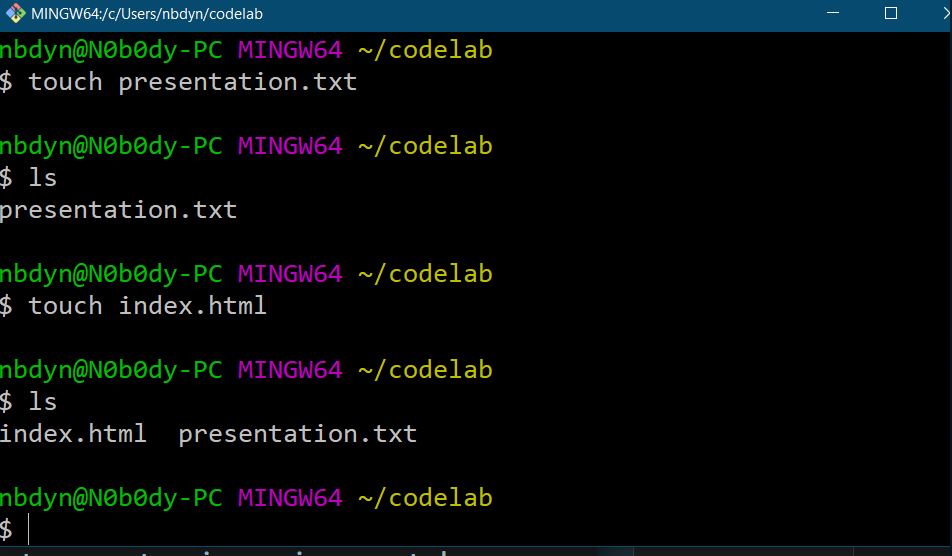 MINGW64:/c/Users/nbdyn/codelab
nbdyn@N0b0dy-PC MINGW64 ~/codelab
$ touch presentation.txt
nbdyn@N0b0dy-PC MINGW64 ~/codelab
$ ls
presentation.txt
nbdyn@N0b0dy-PC MINGW64 ~/codelab
$ touch index.html
nbdyn@N0b0dy-PC MINGW64 ~/codelab
$ ls
index.html  presentation.txt
nbdyn@N0b0dy-PC MINGW64 ~/codelab
$